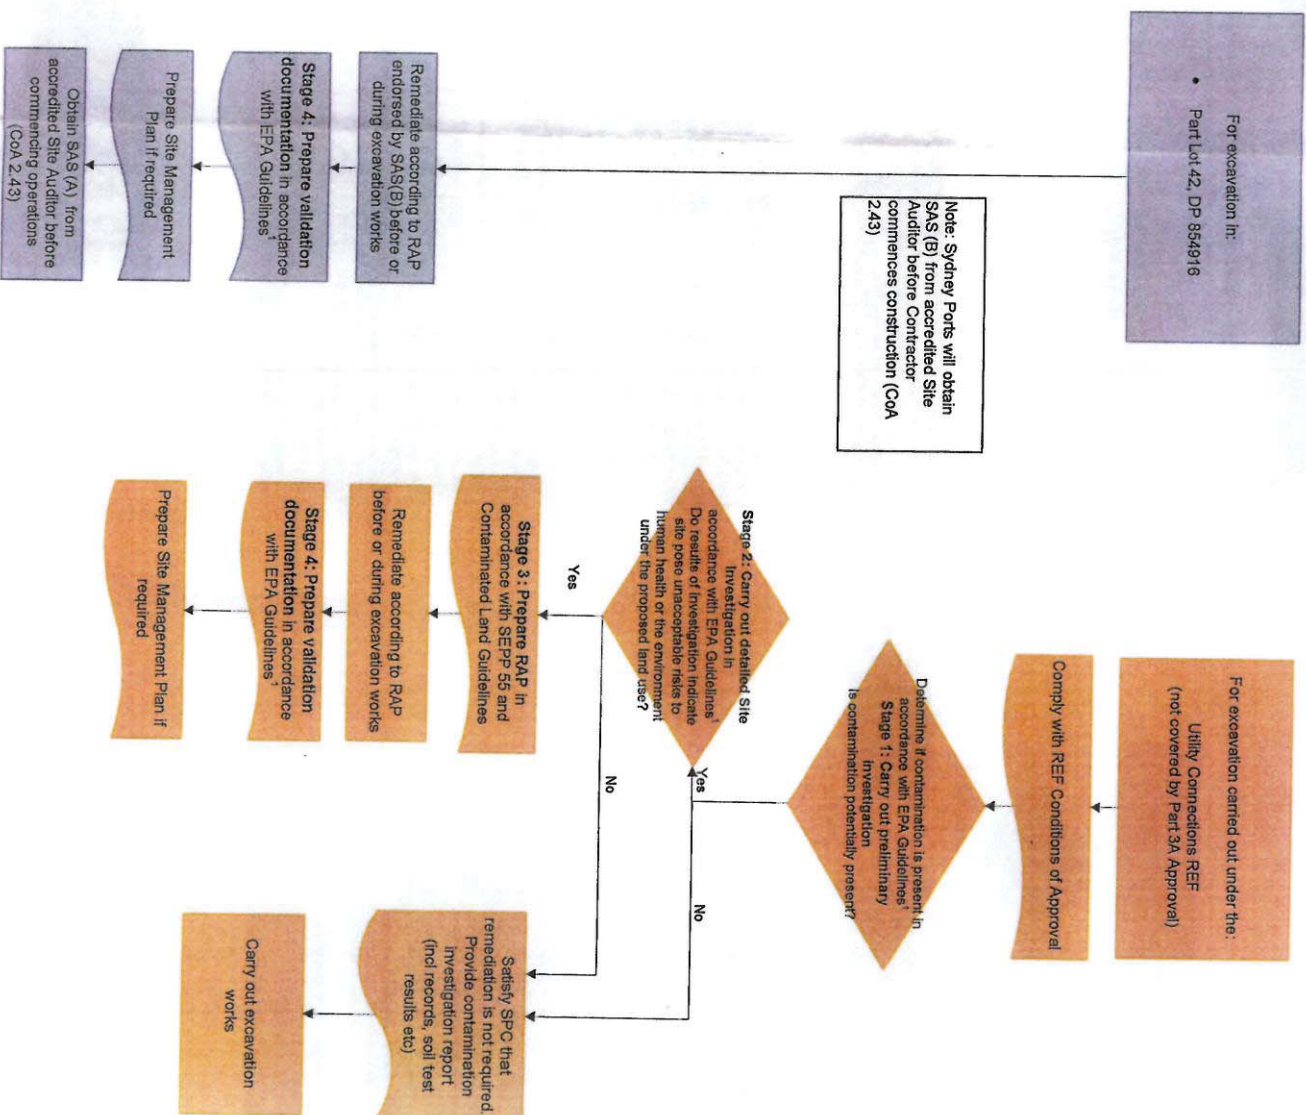 For excavation in:
• Part Lot 42, DP 854916
Note: Sydney Ports will obtain
SAS (B) from accredited Site
Auditor before Contractor
commences construction (CoA
2.43)
Remediate according to RAP
endorsed by SAS(B) before or
during excavation works
Stage 4: Prepare validation
documentation in accordance
with EPA Guidelines¹
Prepare Site Management
Plan if required
Obtain SAS (A) from
accredited Site Auditor before
commencing operations
(CoA 2.43)
For excavation carried out under the:
Utility Connections REF
(not covered by Part 3A Approval)
Comply with REF Conditions of Approval
Determine if contamination is present in
accordance with EPA Guidelines¹
Stage 1: Carry out preliminary
investigation
Is contamination potentially present?
Yes
No
Stage 2: Carry out detailed Site
Investigation in
accordance with EPA Guidelines¹
Do results of investigation indicate
site pose unacceptable risks to
human health or the environment
under the proposed land use?
Yes
No
Stage 3 : Prepare RAP in
accordance with SEPP 55 and
Contaminated Land Guidelines
Remediate according to RAP
before or during excavation works
Stage 4: Prepare validation
documentation in accordance
with EPA Guidelines¹
Prepare Site Management Plan if
required
Satisfy SPC that
remediation is not required.
Provide contamination
investigation report
(incl records, soil test
results etc)
Carry out excavation
works